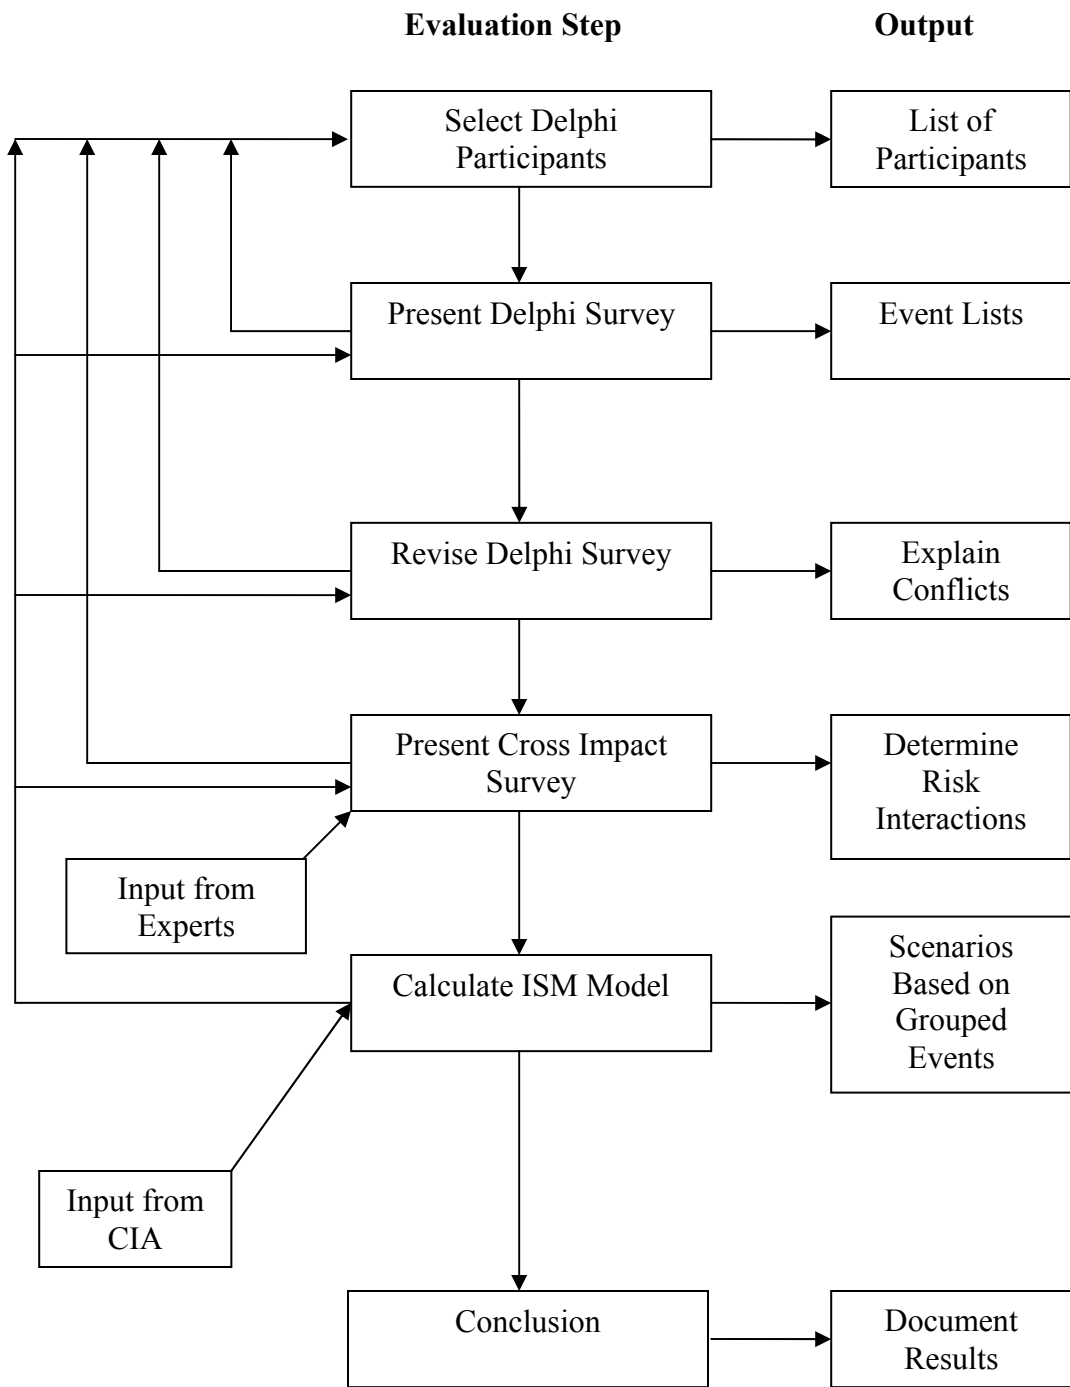 Evaluation Step
Output
Select Delphi
Participants
List of
Participants
Present Delphi Survey
Event Lists
Revise Delphi Survey
Explain
Conflicts
Present Cross Impact
Survey
Determine
Risk
Interactions
Input from
Experts
Calculate ISM Model
Scenarios
Based on
Grouped
Events
Input from
CIA
Conclusion
Document
Results